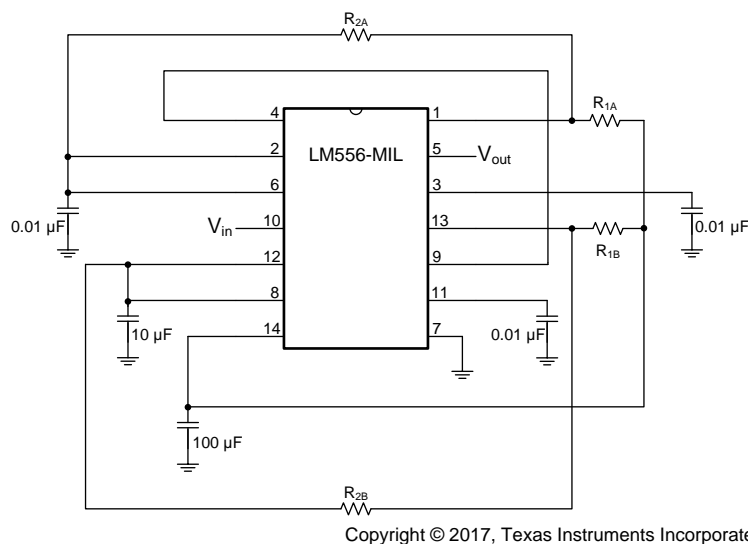 R2A
4
1
R1A
2
LM556-MIL
5
Vout
6
3
0.01 µF
Vin
10
13
0.01 µF
R1B
12
9
8
11
10 µF
14
0.01 µF
7
100 µF
R2B
Copyright © 2017, Texas Instruments Incorporate